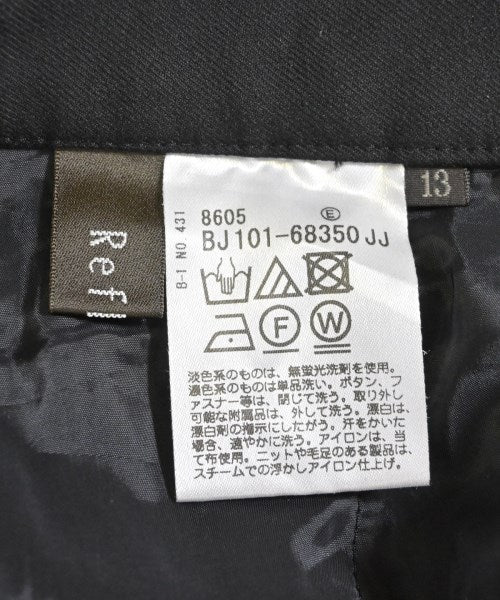 Ref
13
B-1 NO. 431
8605 E
BJ101-68350 JJ
F W
淡色系のものは、無蛍光洗剤を使用。
濃色系のものは単品洗い。ボタン、フ
ァスナー等は、閉じて洗う。取り外し
可能な附属品は、外して洗う。漂白は、
漂白剤の指示にしたがう。汗をかいた
場合、速やかに洗う。アイロンは、当
て布使用。ニットや毛足のある製品は、
スチームでの浮かしアイロン仕上げ。